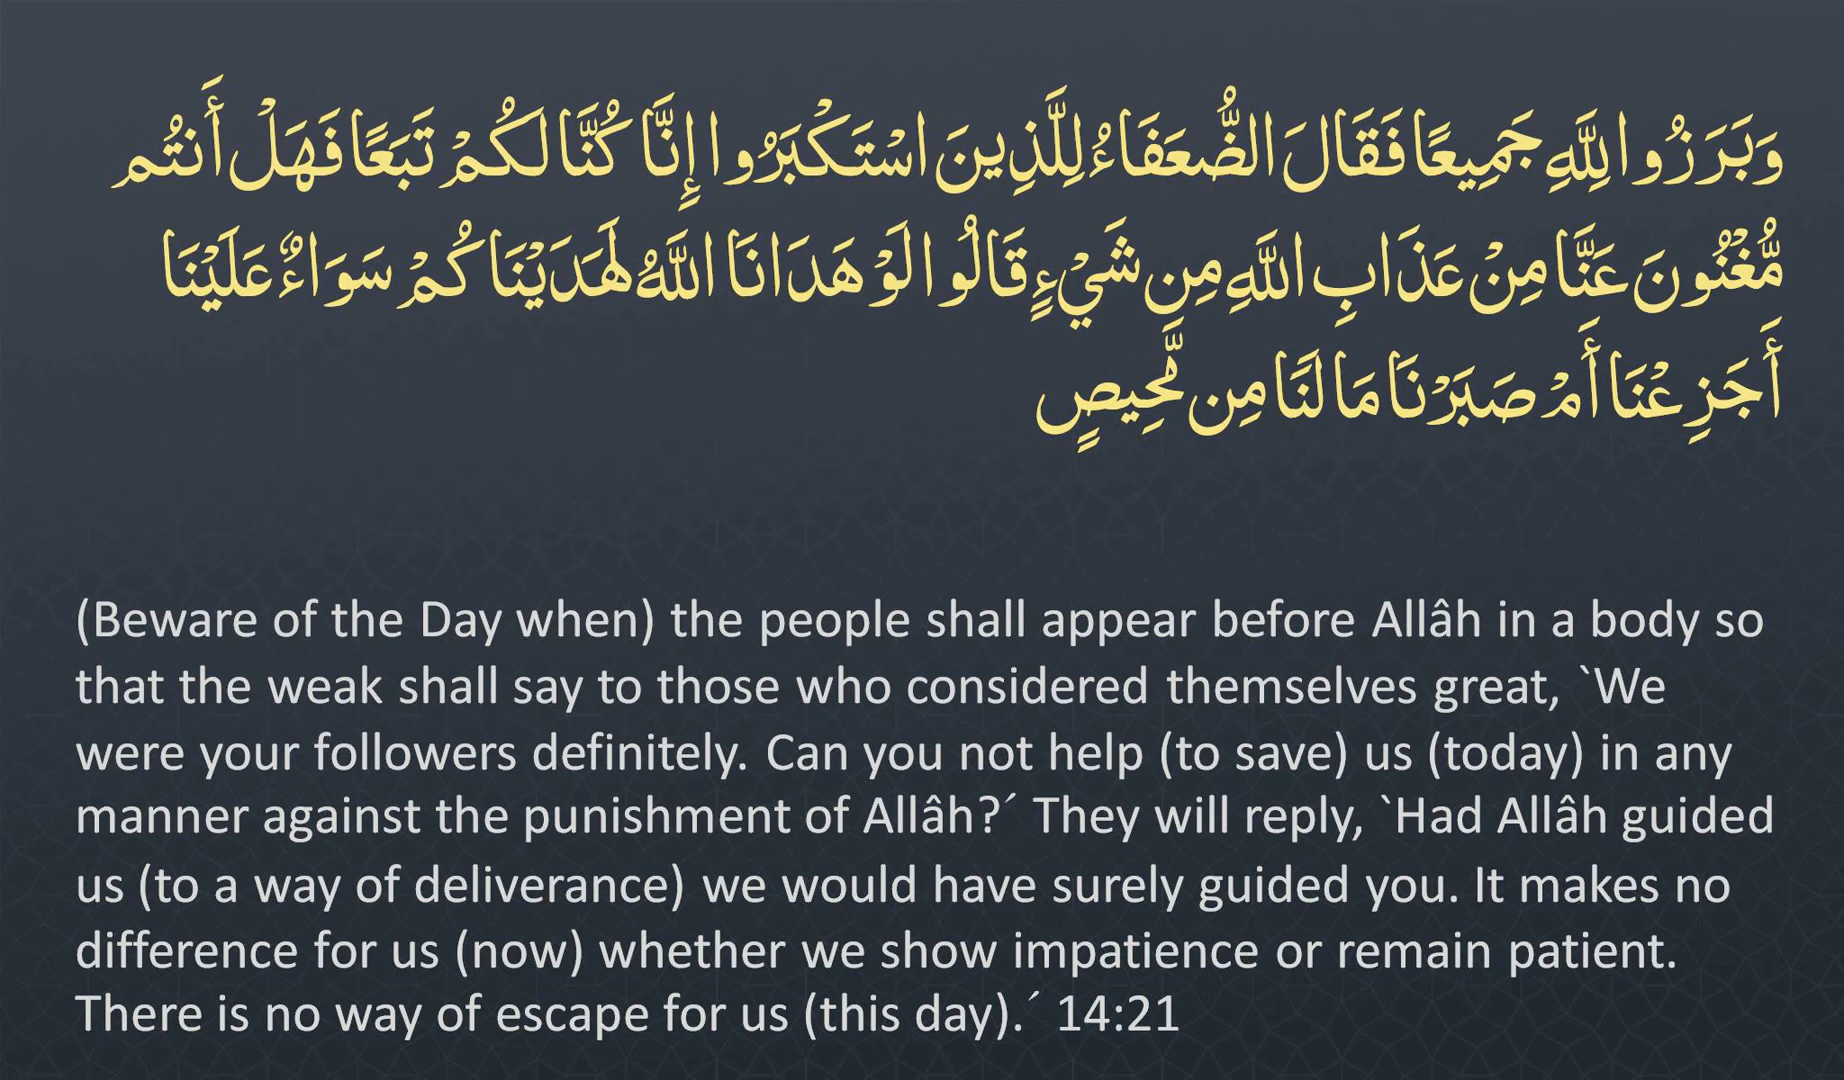 وَبَرَزُوا لِلَّهِ جَمِيعًا فَقَالَ الضُّعَفَاءُ لِلَّذِينَ اسْتَكْبَرُوا إِنَّا كُنَّا لَكُمْ تَبَعًا فَهَلْ أَنتُم
مُّغْنُونَ عَنَّا مِنْ عَذَابِ اللَّهِ مِن شَيْءٍ قَالُوا لَوْ هَدَانَا اللَّهُ لَهَدَيْنَاكُمْ سَوَاءٌ عَلَيْنَا
أَجَزِعْنَا أَمْ صَبَرْنَا مَا لَنَا مِن مَّحِيصٍ
(Beware of the Day when) the people shall appear before Allâh in a body so
that the weak shall say to those who considered themselves great, `We
were your followers definitely. Can you not help (to save) us (today) in any
manner against the punishment of Allâh?´ They will reply, `Had Allâh guided
us (to a way of deliverance) we would have surely guided you. It makes no
difference for us (now) whether we show impatience or remain patient.
There is no way of escape for us (this day).´ 14:21